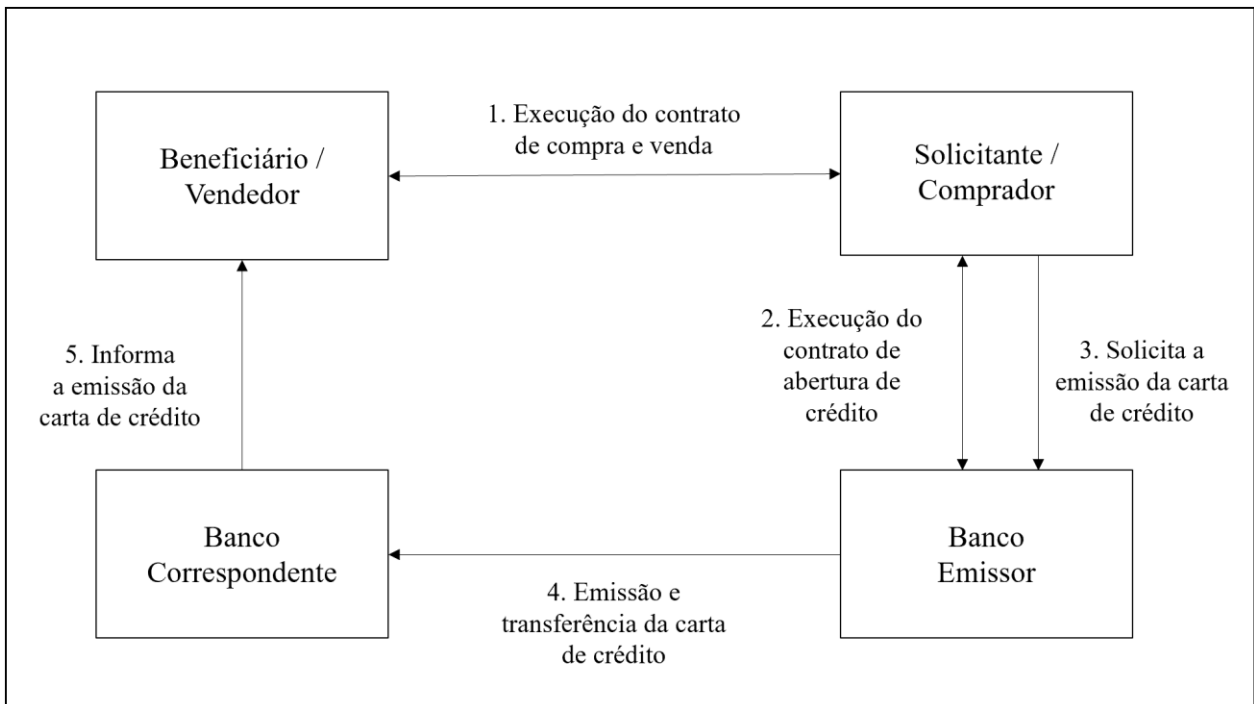 1. Execução do contrato
de compra e venda
Beneficiário /
Vendedor
Solicitante /
Comprador
2. Execução do
contrato de
abertura de
crédito
3. Solicita a
emissão da carta
de crédito
5. Informa
a emissão da
carta de crédito
Banco
Correspondente
Banco
Emissor
4. Emissão e
transferência da carta
de crédito